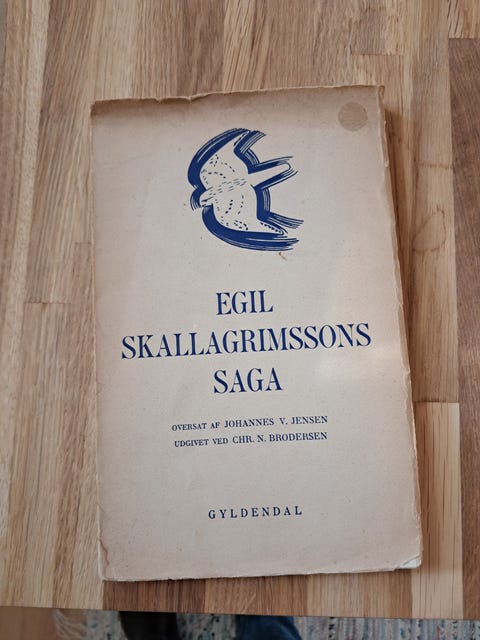 EGIL
SKALLAGRIMSSONS
SAGA
OVERSAT AF JOHANNES V. JENSEN
UDGIVET VED CHR. N. BRODERSEN
GYLDENDAL